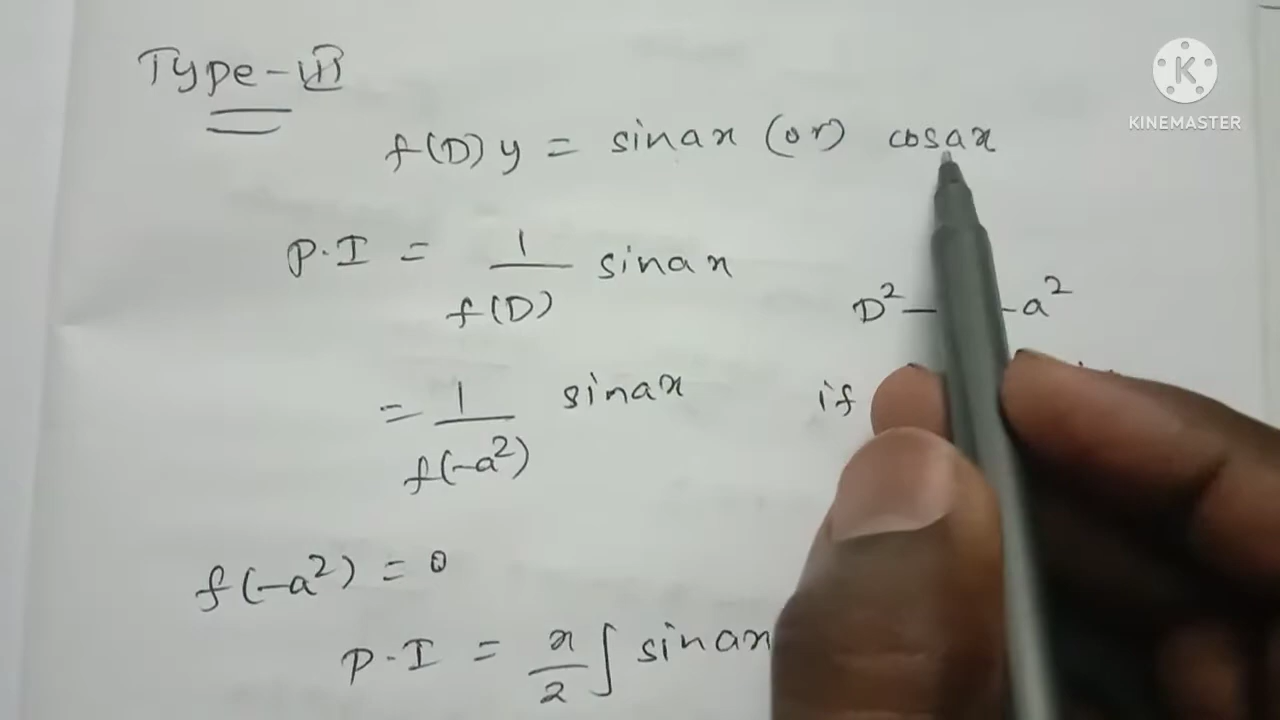 Type-III
f(D) y = sinax (or) cosax
KINEMASTER
P.I = 1/f(D) sinax
D² - -a²
= 1/f(-a²) sinax if
f(-a²) = 0
P.I = x/2 ∫ sinax